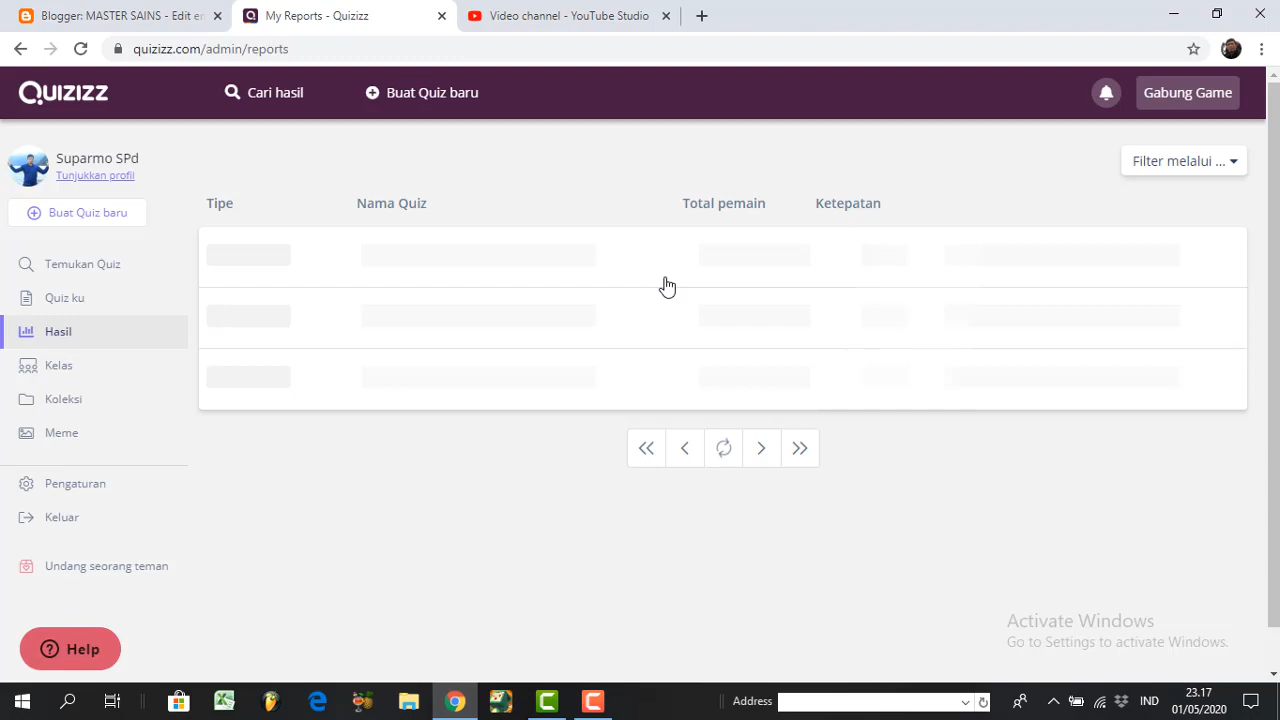 Blogger: MASTER SAINS - Edit en
My Reports - Quizizz
Video channel - YouTube Studio
quizizz.com/admin/reports
QUIZIZZ
Cari hasil
Buat Quiz baru
Gabung Game
Suparmo SPd
Tunjukkan profil
Buat Quiz baru
Filter melalui ...
Tipe
Nama Quiz
Total pemain
Ketepatan
Temukan Quiz
Quiz ku
Hasil
Kelas
Koleksi
Meme
Pengaturan
Keluar
Undang seorang teman
Help
Activate Windows
Go to Settings to activate Windows.
Address
IND
23.17
01/05/2020